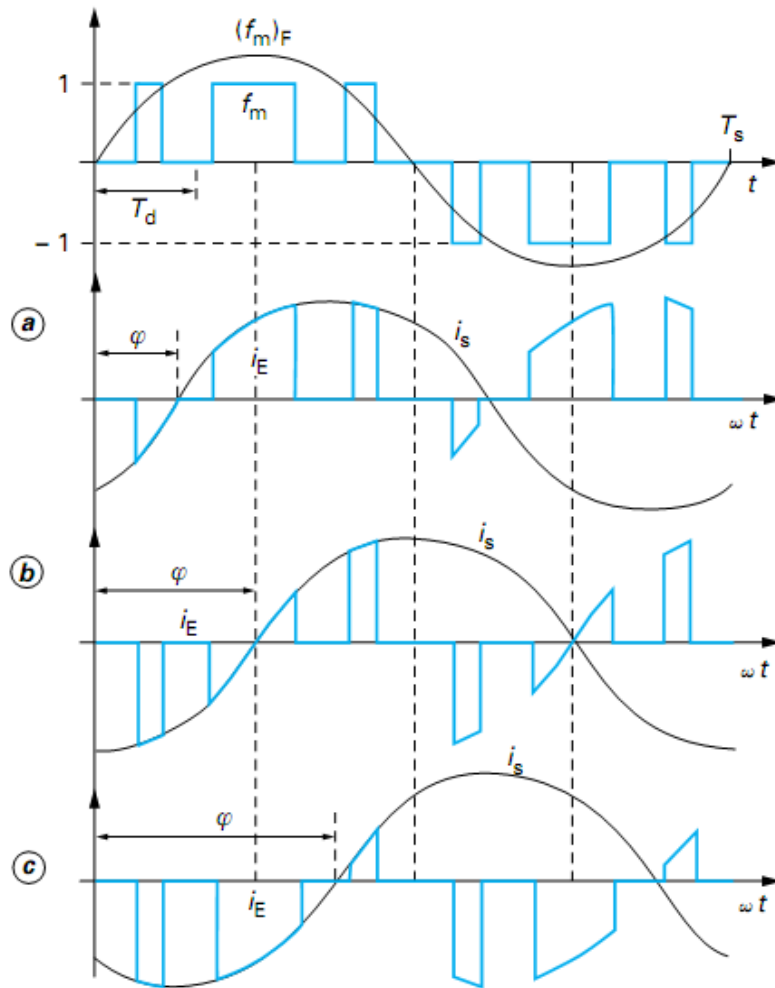 (fm)F
1
fm
Ts
t
Td
– 1
a
φ
iE
is
ω t
b
φ
iE
is
ω t
c
φ
iE
is
ω t